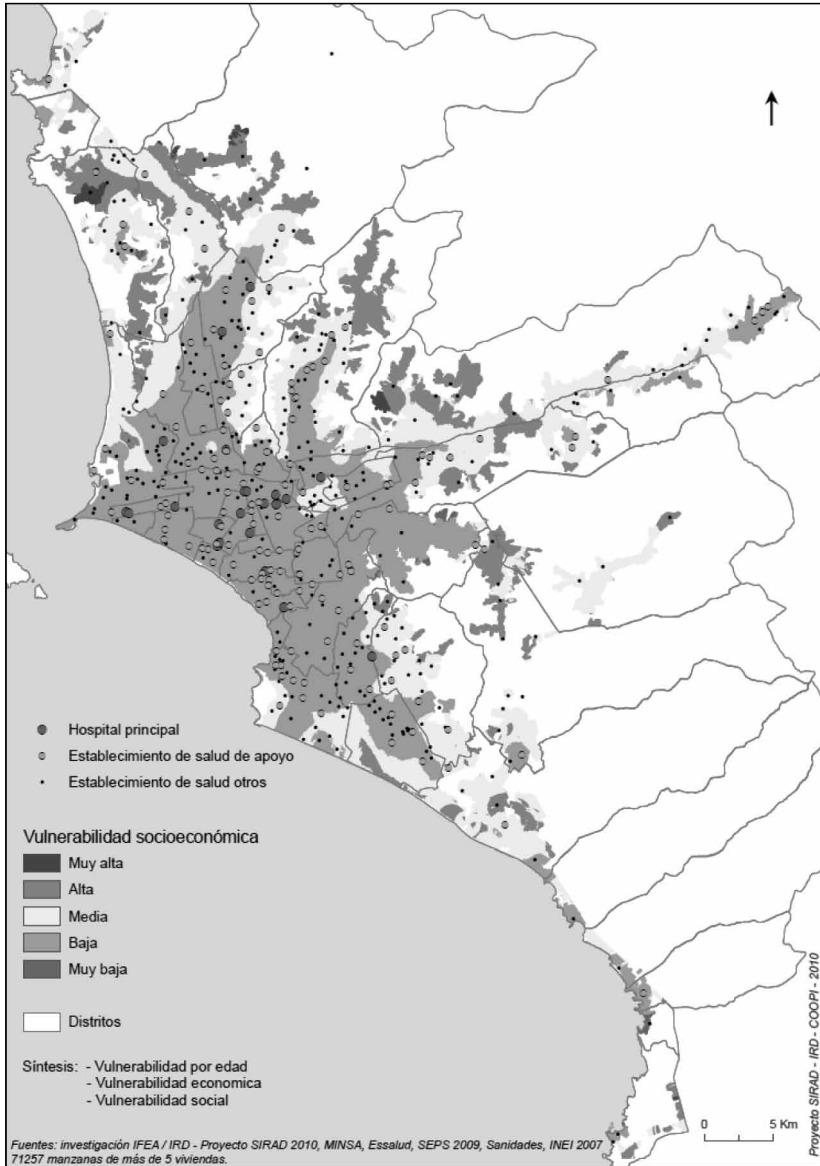 Hospital principal
Establecimiento de salud de apoyo
Establecimiento de salud otros
Vulnerabilidad socioeconómica
Muy alta
Alta
Media
Baja
Muy baja
Distritos
Síntesis: - Vulnerabilidad por edad
- Vulnerabilidad economica
- Vulnerabilidad social
Fuentes: investigación IFEA / IRD - Proyecto SIRAD 2010, MINSA, Essalud, SEPS 2009, Sanidades, INEI 2007
71257 manzanas de más de 5 viviendas.
0 5 Km
Proyecto SIRAD - IRD - COOPI - 2010